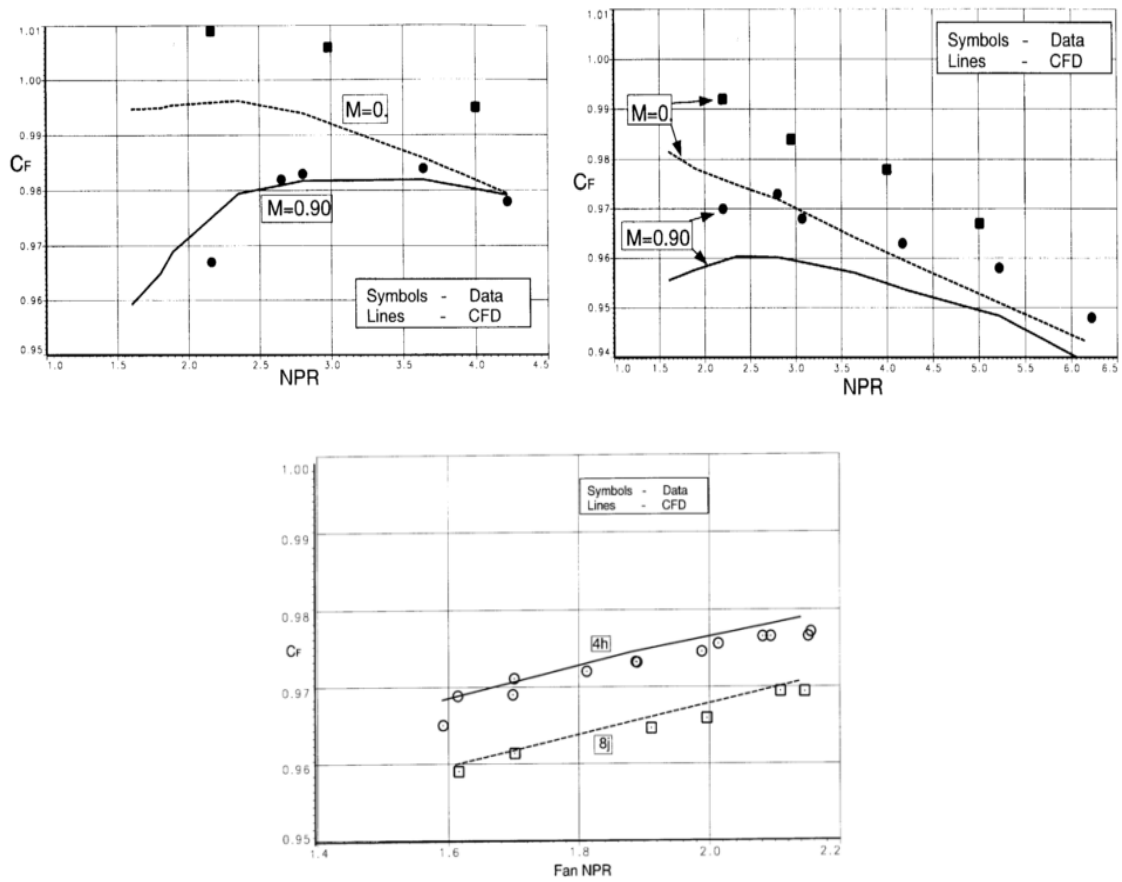 1.01
1.00
0.99
0.98
0.97
0.96
0.95
CF
M=0.
M=0.90
Symbols - Data
Lines - CFD
1.0 1.5 2.0 2.5 3.0 3.5 4.0 4.5
NPR
1.01
1.00
0.99
0.98
0.97
0.96
0.95
0.94
CF
Symbols - Data
Lines - CFD
M=0.
M=0.90
1.0 1.5 2.0 2.5 3.0 3.5 4.0 4.5 5.0 5.5 6.0 6.5
NPR
1.00
0.99
0.98
0.97
0.96
0.95
CF
Symbols - Data
Lines - CFD
4h
8j
1.4 1.6 1.8 2.0 2.2
Fan NPR